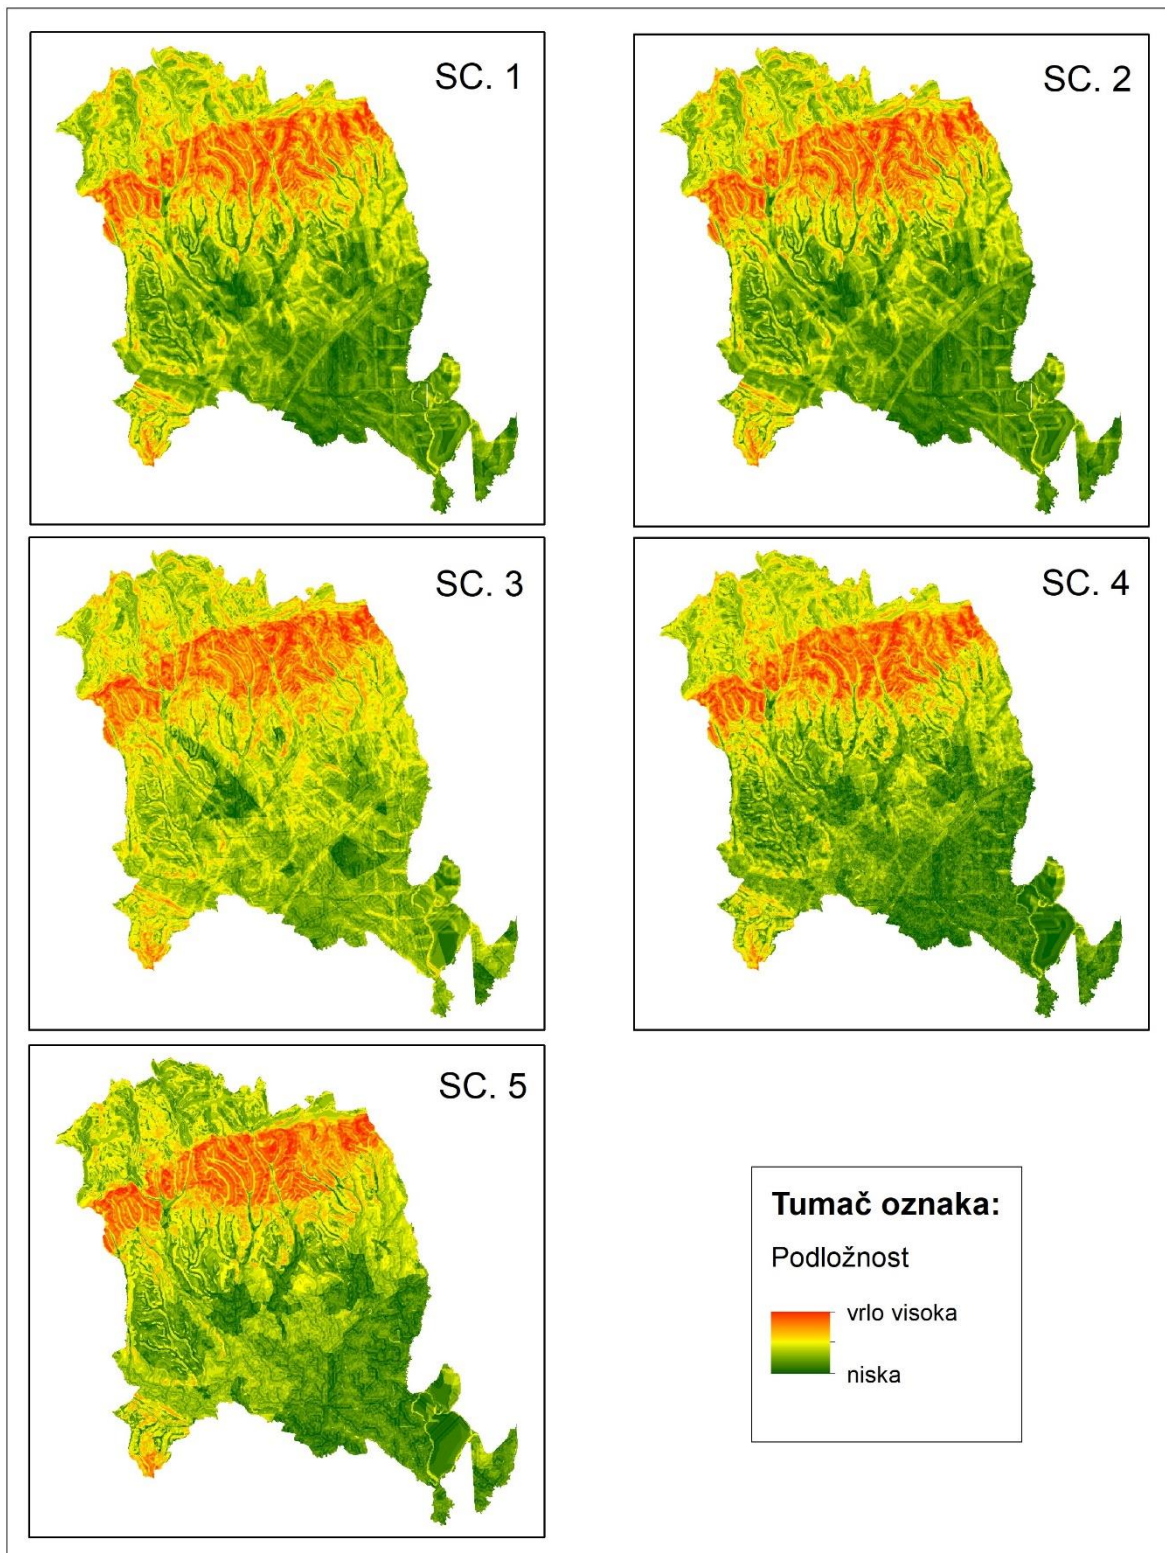 SC. 1
SC. 2
SC. 3
SC. 4
SC. 5
Tumač oznaka:
Podložnost
vrlo visoka
niska